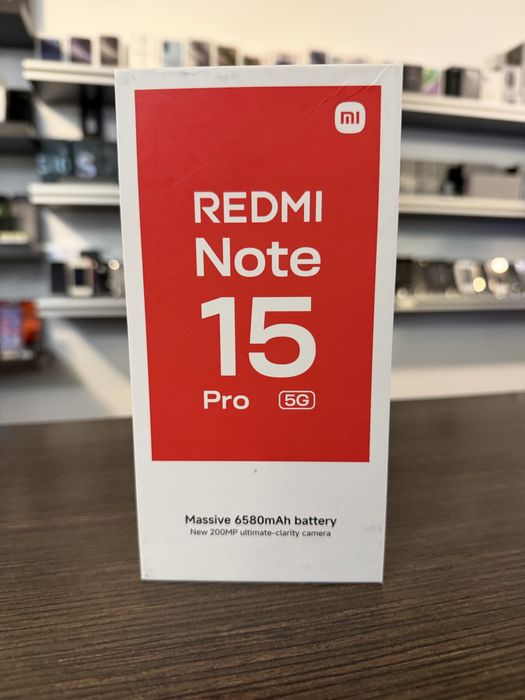 mi
REDMI
Note
15
Pro 5G
Massive 6580mAh battery
New 200MP ultimate-clarity camera